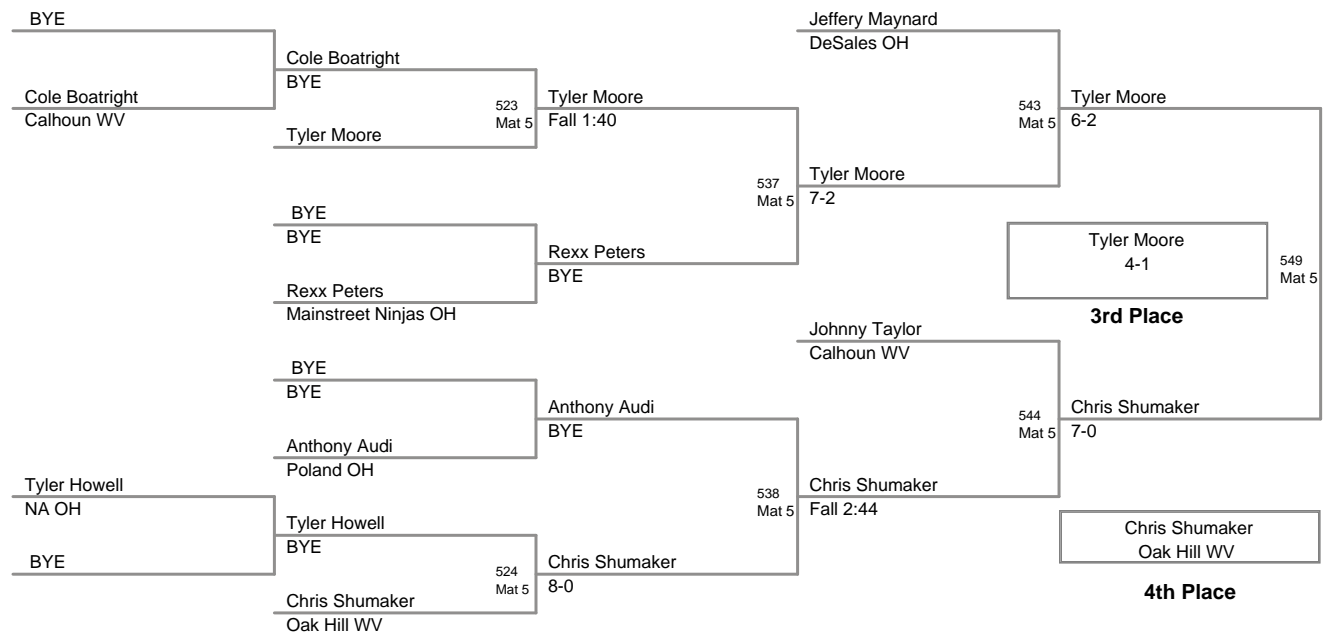 BYE
Jeffery Maynard
DeSales OH
Cole Boatright
BYE
Cole Boatright
Calhoun WV
523
Mat 5
Tyler Moore
Fall 1:40
543
Mat 5
Tyler Moore
6-2
Tyler Moore
537
Mat 5
Tyler Moore
7-2
BYE
BYE
Rexx Peters
BYE
Tyler Moore
4-1
549
Mat 5
Rexx Peters
Mainstreet Ninjas OH
3rd Place
Johnny Taylor
Calhoun WV
BYE
BYE
Anthony Audi
BYE
544
Mat 5
Chris Shumaker
7-0
Anthony Audi
Poland OH
Tyler Howell
NA OH
538
Mat 5
Chris Shumaker
Fall 2:44
Tyler Howell
BYE
Chris Shumaker
Oak Hill WV
BYE
524
Mat 5
Chris Shumaker
8-0
4th Place
Chris Shumaker
Oak Hill WV